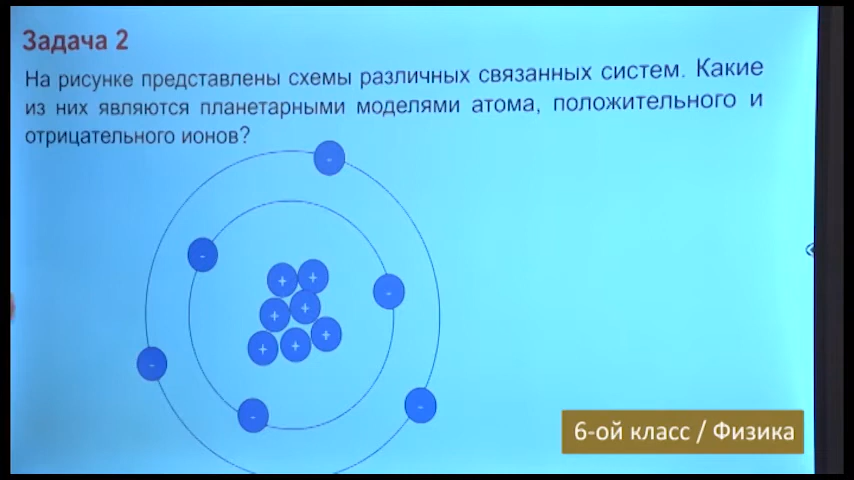 Задача 2
На рисунке представлены схемы различных связанных систем. Какие
из них являются планетарными моделями атома, положительного и
отрицательного ионов?
-
-
-
+ +
+ +
+ + +
-
-
-
6-ой класс / Физика